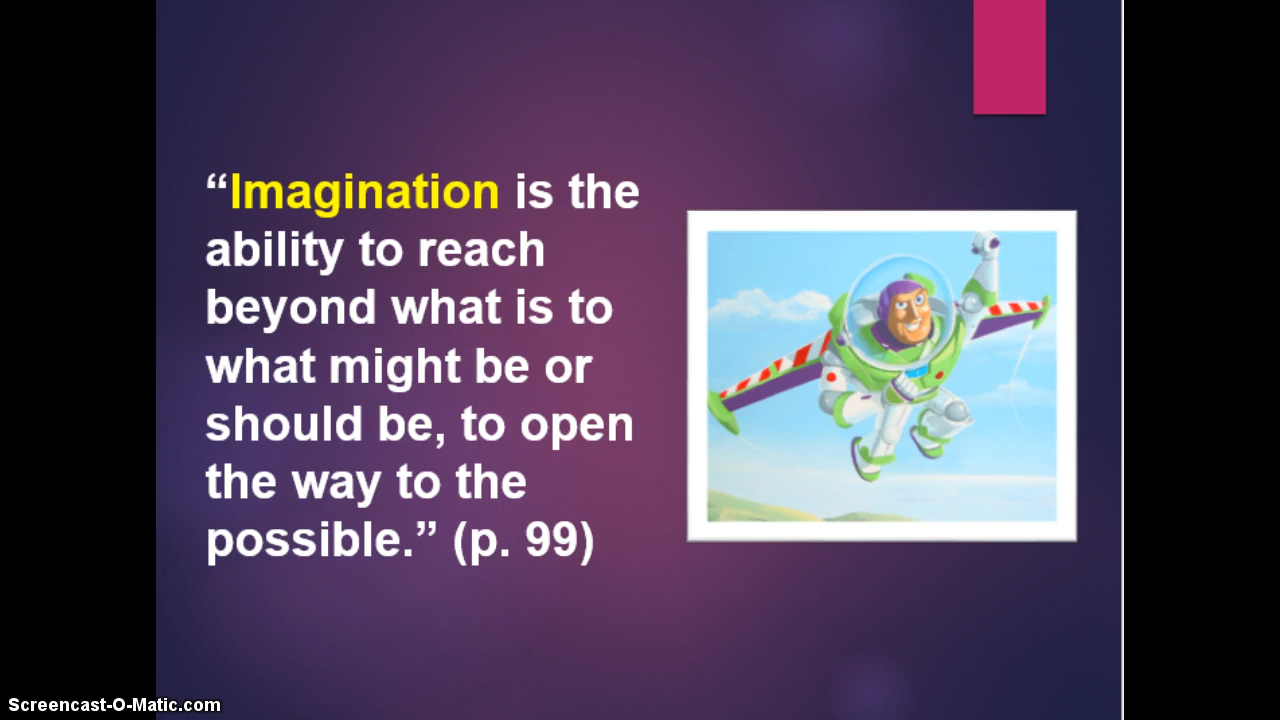 “Imagination is the
ability to reach
beyond what is to
what might be or
should be, to open
the way to the
possible.” (p. 99)
Screencast-O-Matic.com